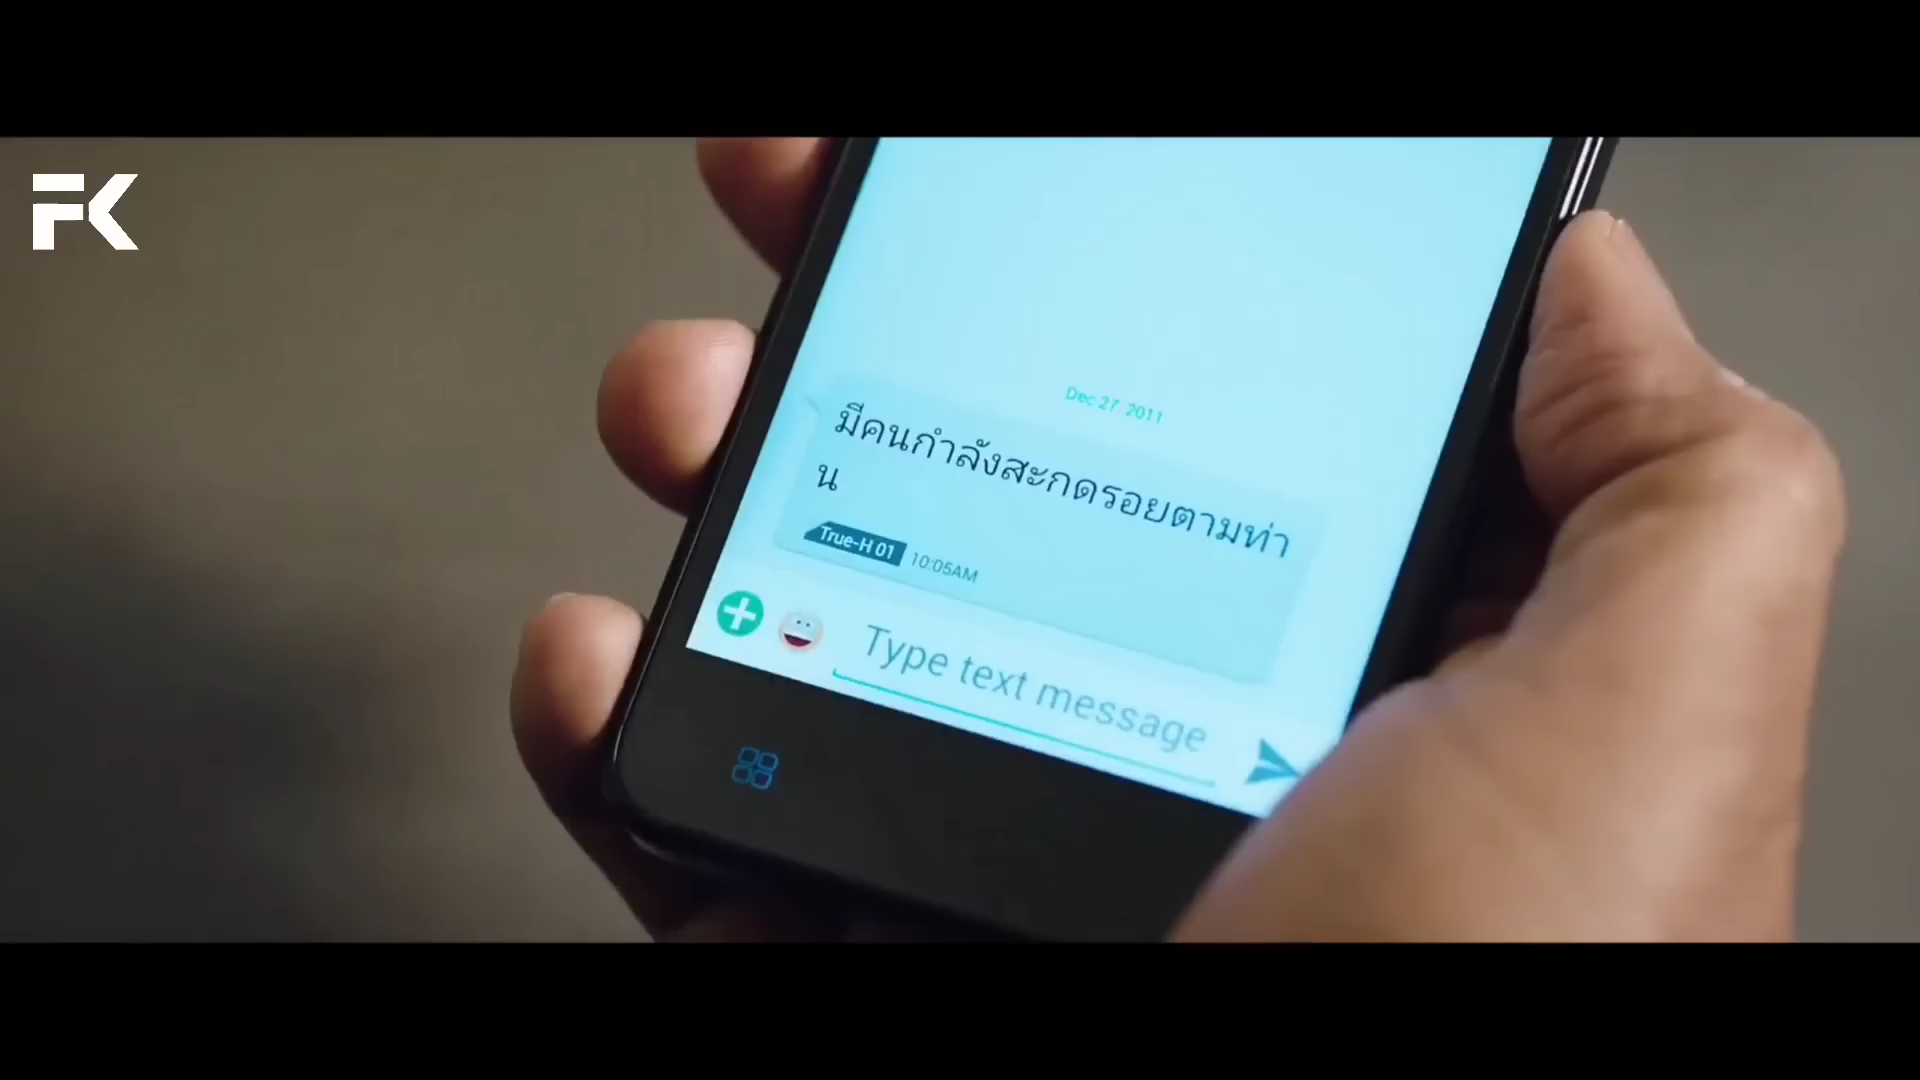 FK
Dec 27 2011
มีคนกำลังสะกดรอยตามท่า
น
True-H 01 10:05AM
Type text message